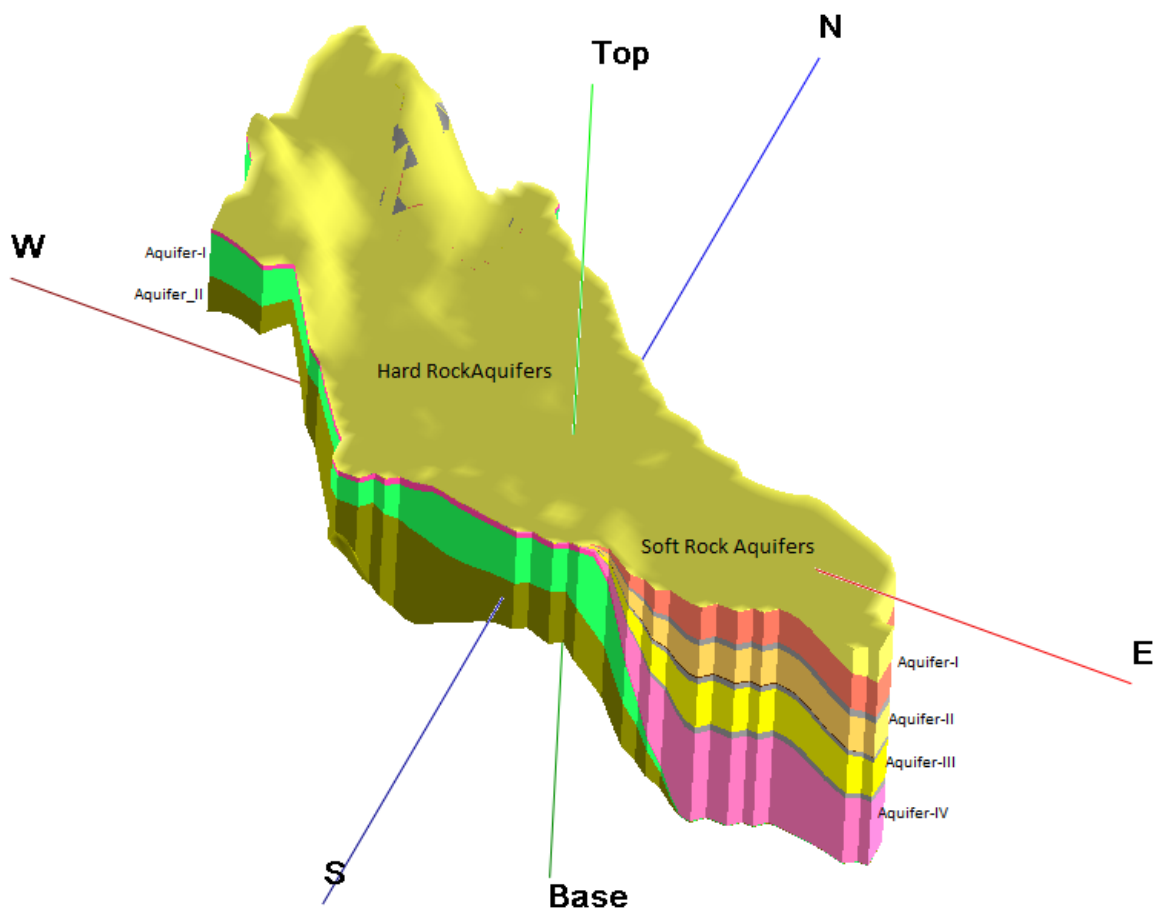 N
Top
W
Aquifer-I
Aquifer_II
Hard RockAquifers
Soft Rock Aquifers
E
Aquifer-I
Aquifer-II
Aquifer-III
Aquifer-IV
S
Base